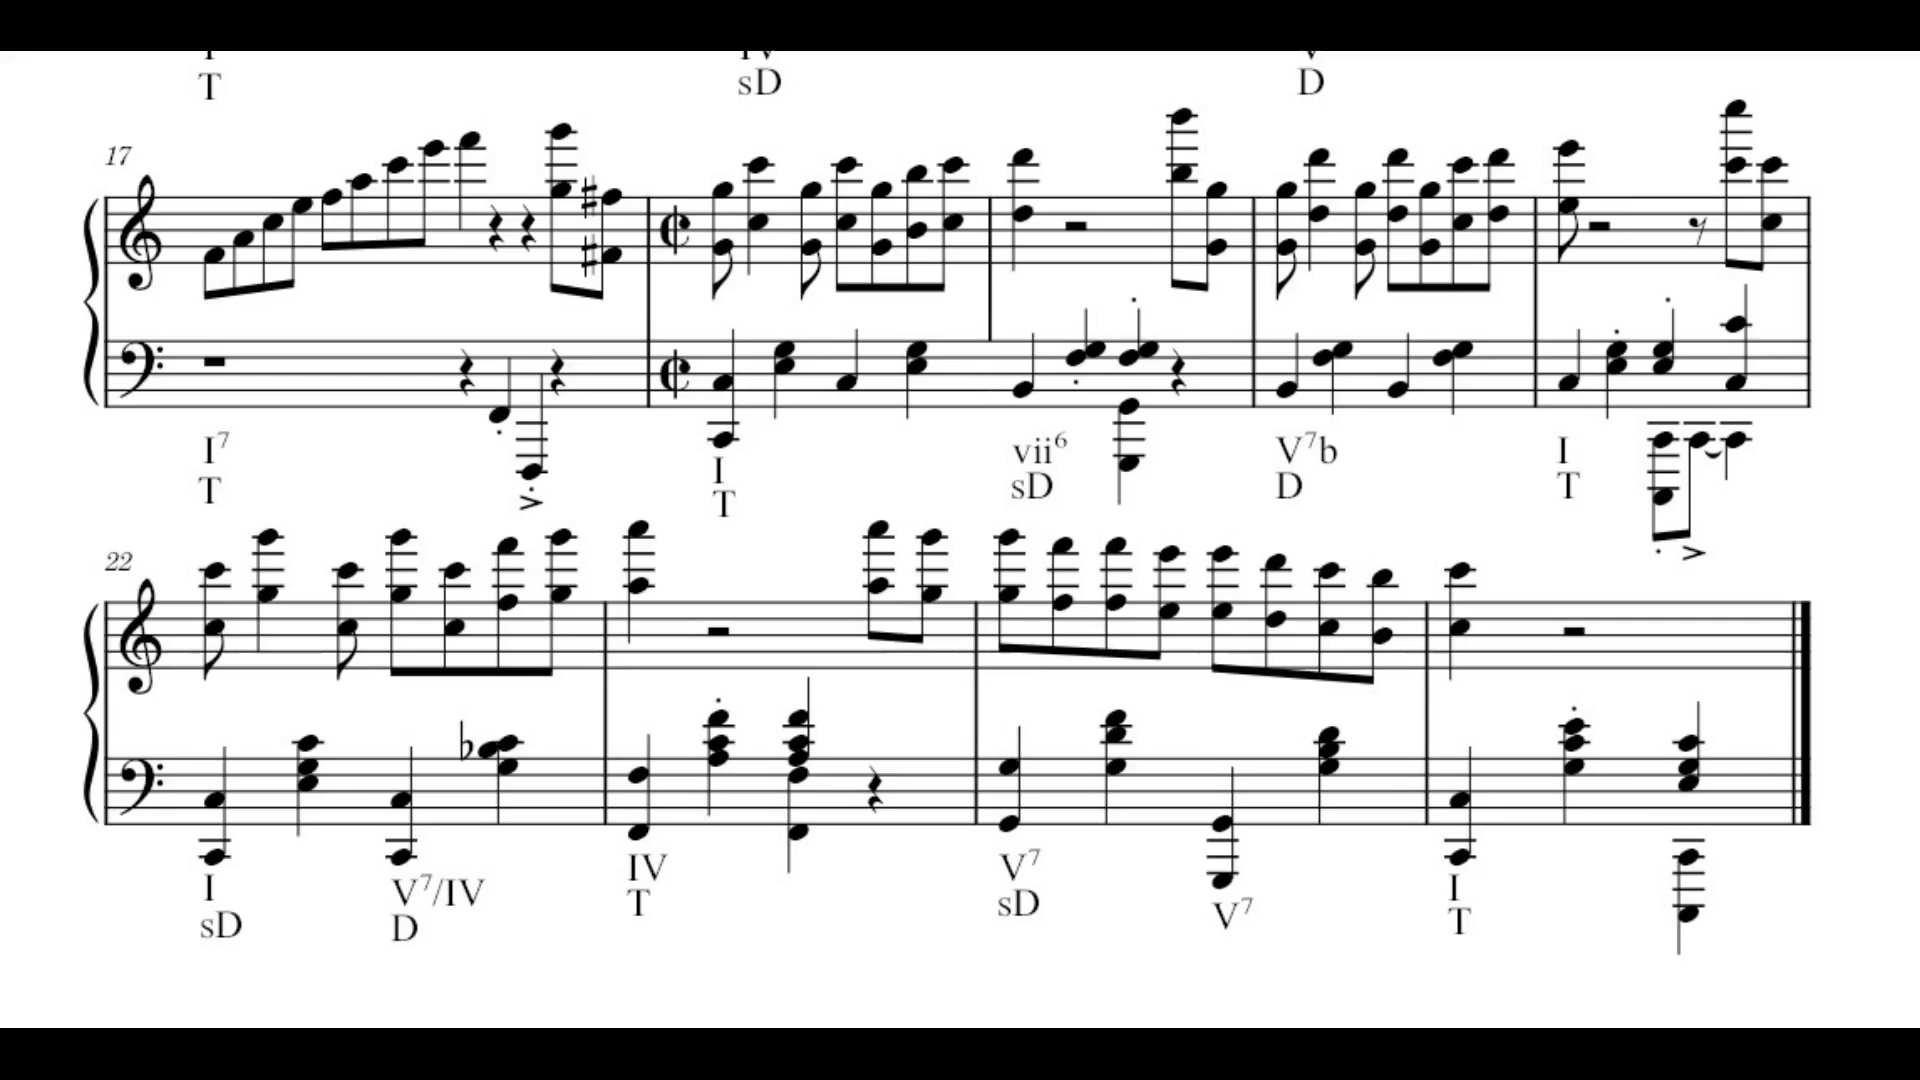 T sD D
17
I⁷ I vii⁶ V⁷b I
T T sD D T
22
I V⁷/IV IV V⁷ V⁷ I
sD D T sD T